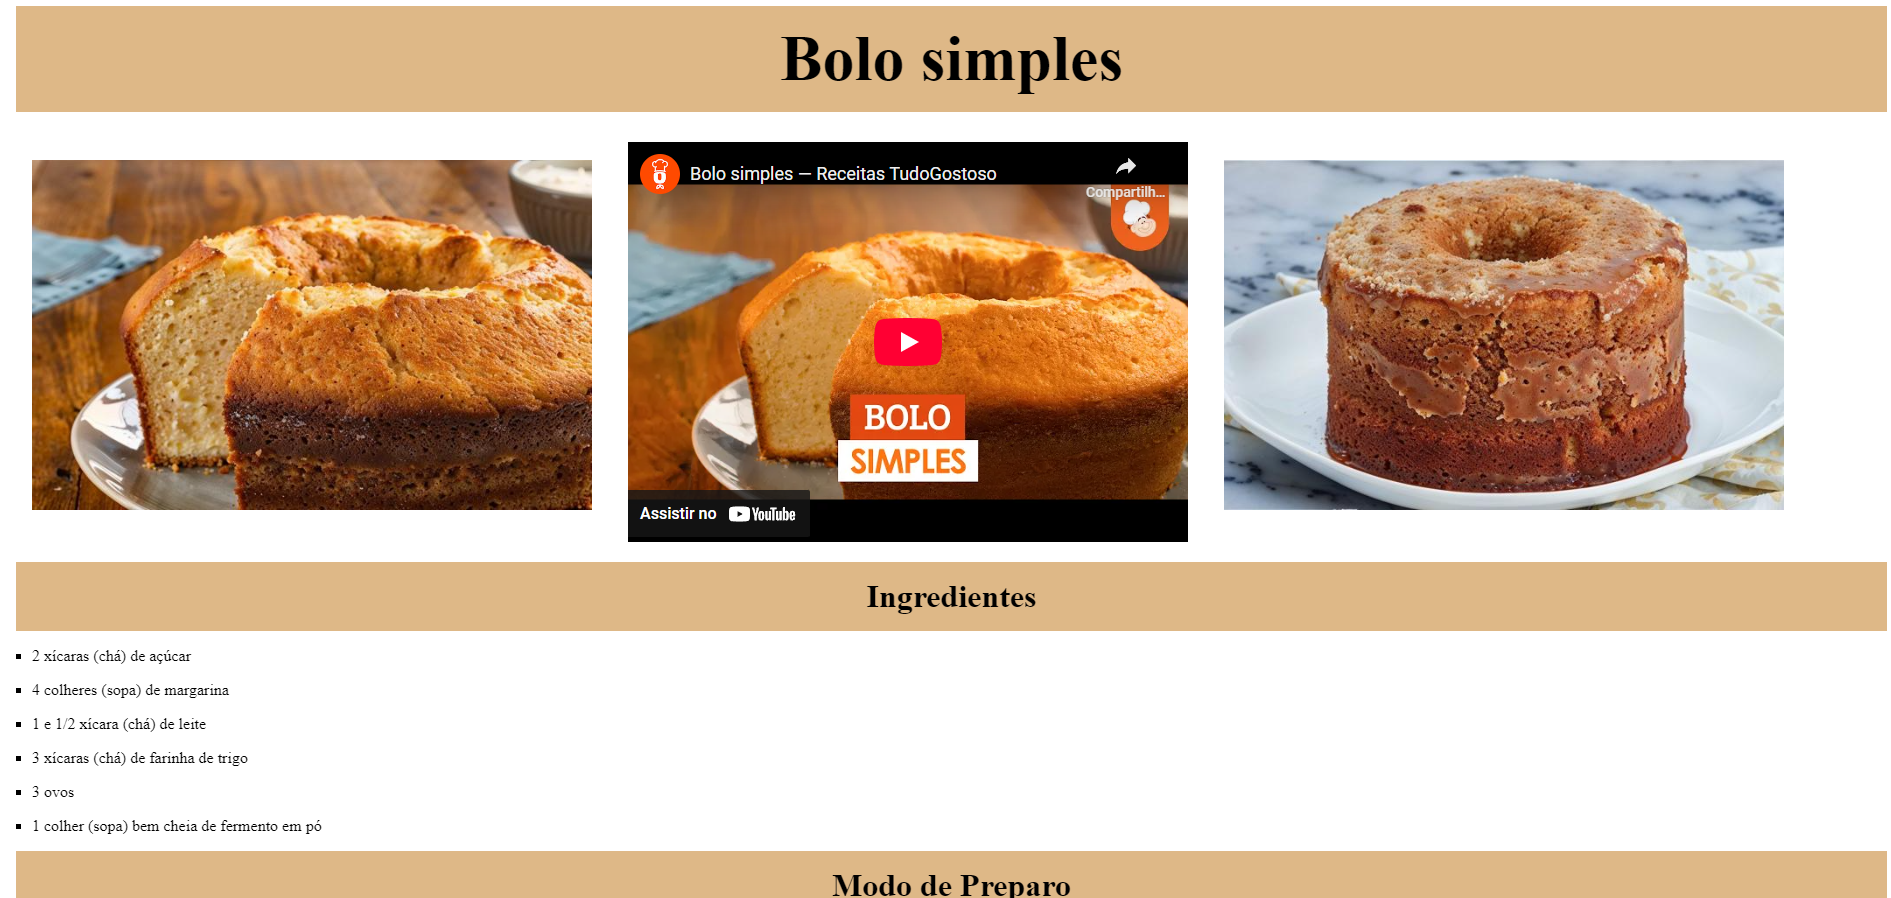 Bolo simples
Bolo simples — Receitas TudoGostoso
Compartilh...
BOLO
SIMPLES
Assistir no YouTube
Ingredientes
2 xícaras (chá) de açúcar
4 colheres (sopa) de margarina
1 e 1/2 xícara (chá) de leite
3 xícaras (chá) de farinha de trigo
3 ovos
1 colher (sopa) bem cheia de fermento em pó
Modo de Preparo